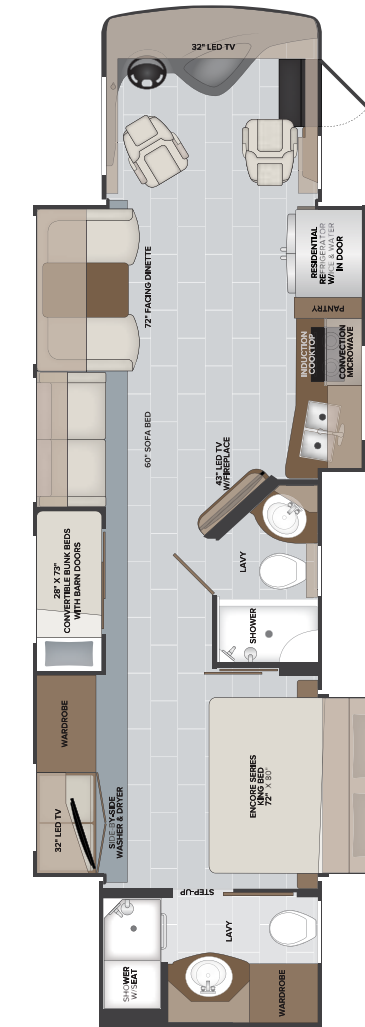 32" LED TV
RESIDENTIAL
REFRIGERATOR
W/ICE & WATER
IN DOOR
72" FACING DINETTE
PANTRY
INDUCTION
COOKTOP
CONVECTION
MICROWAVE
60" SOFA BED
43" LED TV
W/FIREPLACE
28" X 73"
CONVERTIBLE BUNK BEDS
WITH BARN DOORS
LAVY
SHOWER
WARDROBE
ENCORE SERIES
KING BED
72" X 80"
32" LED TV
SIDE-BY-SIDE
WASHER & DRYER
STEP-UP
LAVY
SHOWER
W/SEAT
WARDROBE